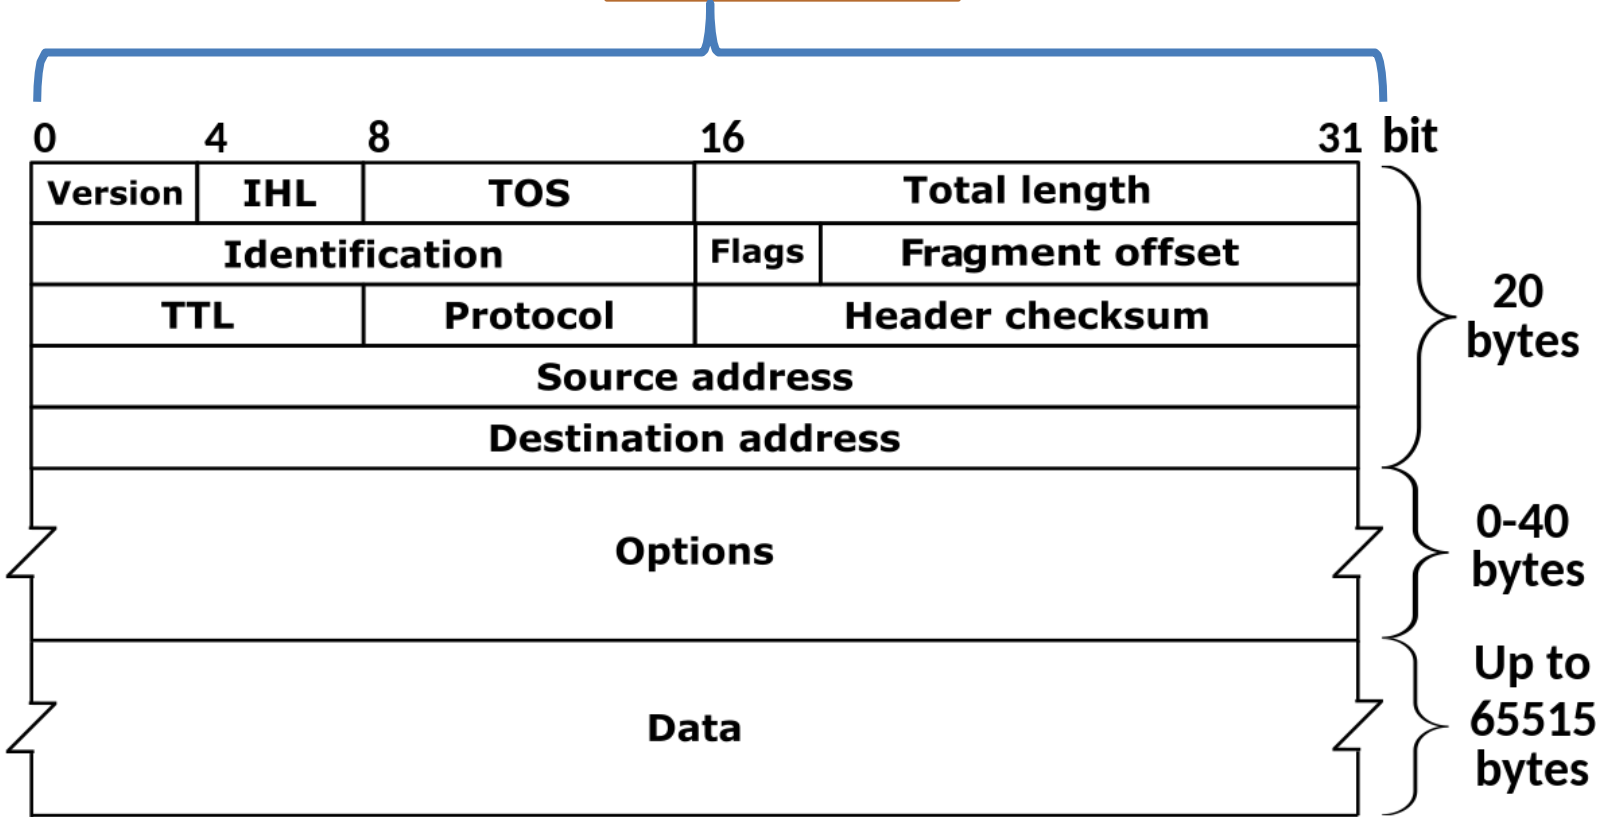 0 4 8 16 31 bit
Version IHL TOS Total length
Identification Flags Fragment offset
TTL Protocol Header checksum
Source address
Destination address
20
bytes
Options
0-40
bytes
Data
Up to
65515
bytes